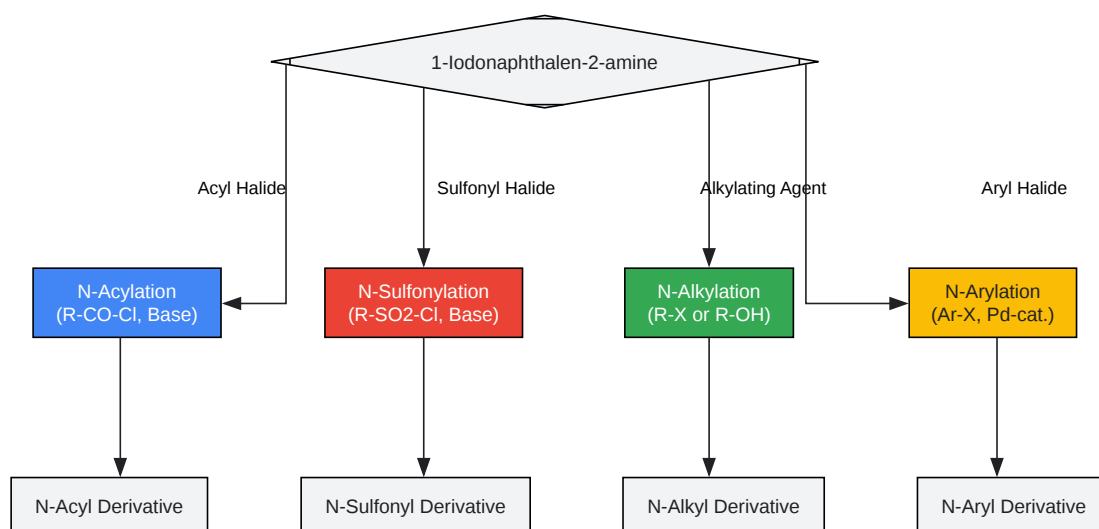 1-Iodonaphthalen-2-amine
Acyl Halide
Sulfonyl Halide
Alkylating Agent
Aryl Halide
N-Acylation
(R-CO-Cl, Base)
N-Sulfonylation
(R-SO2-Cl, Base)
N-Alkylation
(R-X or R-OH)
N-Arylation
(Ar-X, Pd-cat.)
N-Acyl Derivative
N-Sulfonyl Derivative
N-Alkyl Derivative
N-Aryl Derivative